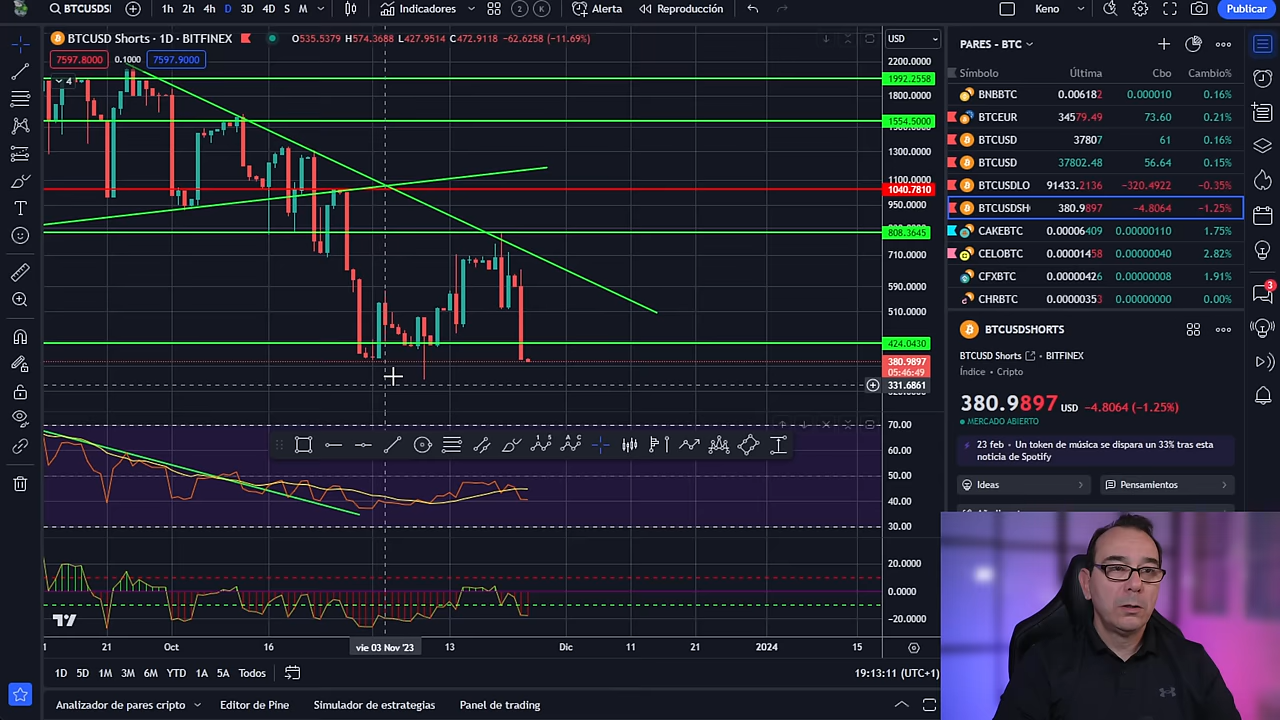 BTCUSDS
1h 2h 4h D 3D 4D S M
Indicadores
2 K
Alerta
Reproducción
Keno
Publicar
BTCUSD Shorts · 1D · BITFINEX O535.5379 H574.3688 L427.9514 C472.9118 -62.6258 (-11.69%)
USD
7597.8000 0.1000 7597.9000
4
2200.0000
1992.2558
1800.0000
1554.5000
1300.0000
1100.0000
1040.7810
950.0000
808.3645
710.0000
590.0000
510.0000
424.0430
380.9897
05:46:49
331.6861
70.00
60.00
50.00
40.00
30.00
20.0000
0.0000
−20.0000
21 Oct 16 vie 03 Nov '23 13 Dic 11 21 2024 15
1D 5D 1M 3M 6M YTD 1A 5A Todos
19:13:11 (UTC+1)
Analizador de pares cripto Editor de Pine Simulador de estrategias Panel de trading
PARES - BTC
Símbolo Última Cbo Cambio%
BNBBTC 0.006182 0.000010 0.16%
BTCEUR 34579.49 73.60 0.21%
BTCUSD 37807 61 0.16%
BTCUSD 37802.48 56.64 0.15%
BTCUSDLO 91433.2136 -320.4922 -0.35%
BTCUSDSH 380.9897 -4.8064 -1.25%
CAKEBTC 0.00006409 0.00000110 1.75%
CELOBTC 0.00001458 0.00000040 2.82%
CFXBTC 0.00000426 0.00000008 1.91%
CHRBTC 0.00000353 0.00000000 0.00%
3
BTCUSDSHORTS
BTCUSD Shorts · BITFINEX
Índice · Cripto
380.9897 USD −4.8064 (−1.25%)
MERCADO ABIERTO
23 feb · Un token de música se dispara un 33% tras esta
noticia de Spotify
Ideas
Pensamientos